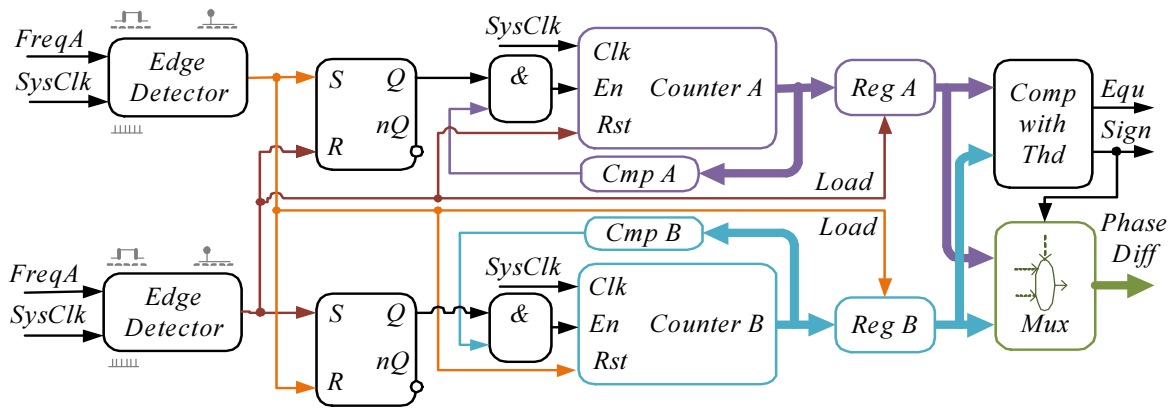 FreqA
SysClk
Edge
Detector
S
R
Q
nQ
SysClk
&
Clk
En
Rst
Counter A
Cmp A
Reg A
Load
Comp
with
Thd
Equ
Sign
FreqA
SysClk
Edge
Detector
S
R
Q
nQ
Cmp B
SysClk
&
Clk
En
Rst
Counter B
Load
Reg B
Mux
Phase
Diff